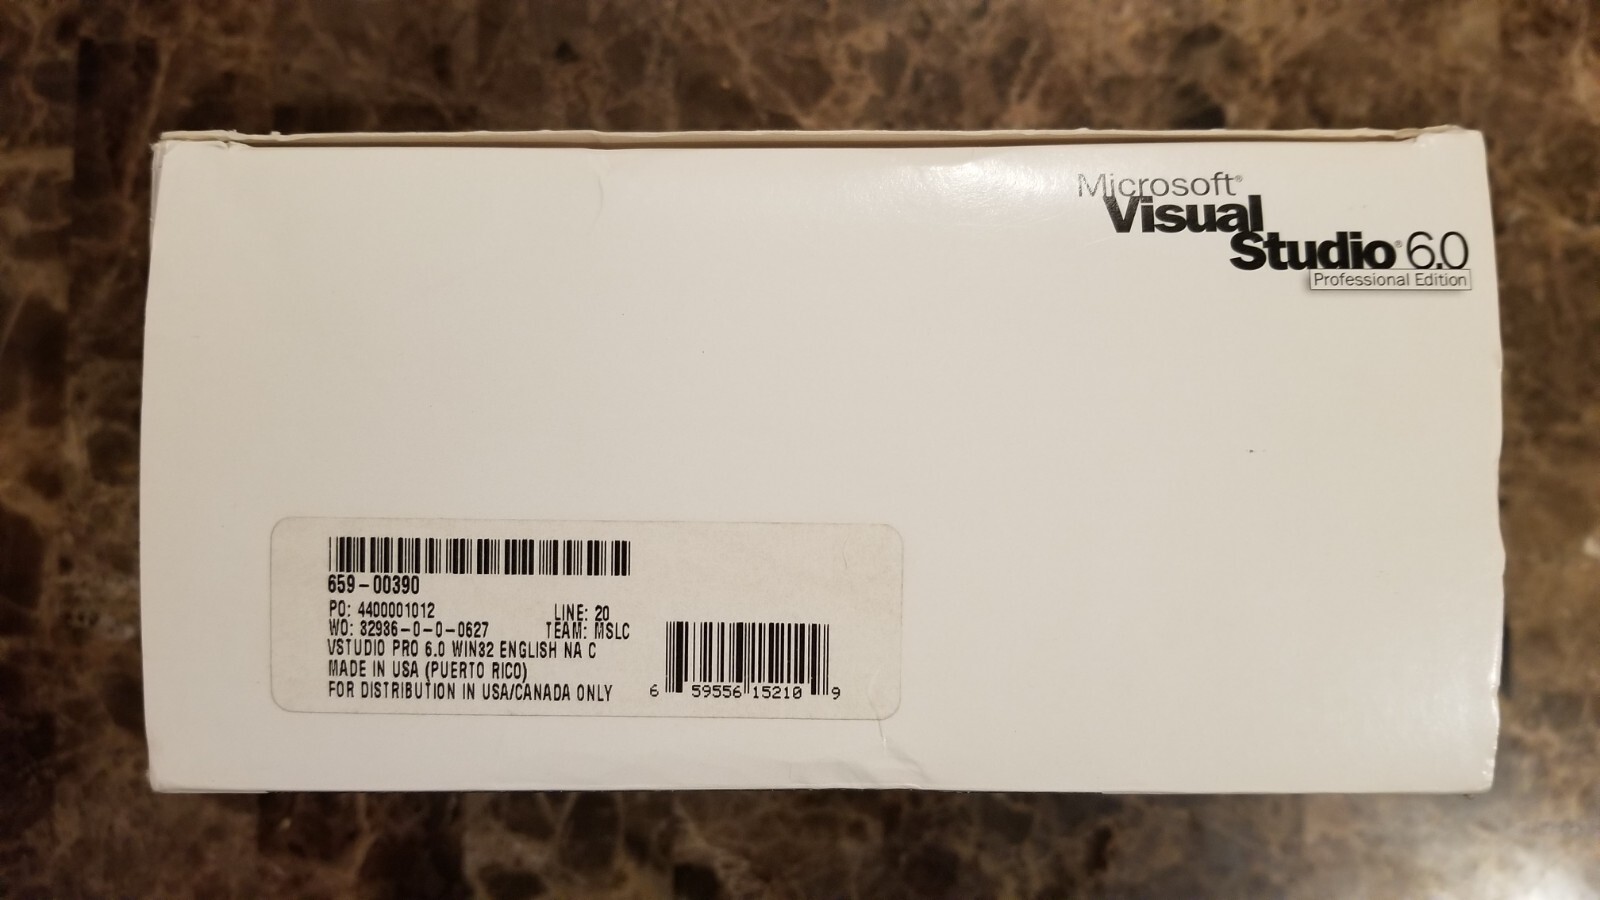 Microsoft®
Visual
Studio® 6.0
Professional Edition
659-00390
PO: 4400001012 LINE: 20
WO: 32936-0-0-0627 TEAM: MSLC
VSTUDIO PRO 6.0 WIN32 ENGLISH NA C
MADE IN USA (PUERTO RICO)
FOR DISTRIBUTION IN USA/CANADA ONLY
6 59556 15210 9